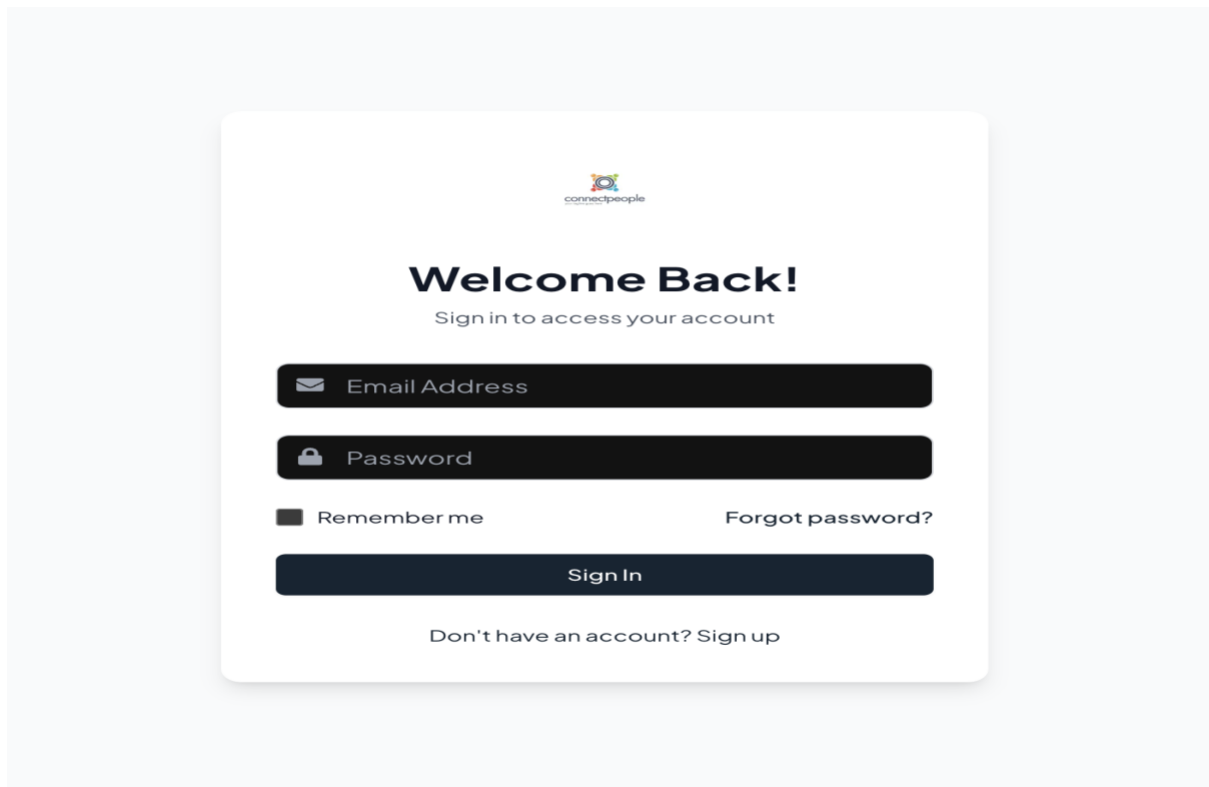 connectpeople
Welcome Back!
Sign in to access your account
Email Address
Password
Remember me
Forgot password?
Sign In
Don't have an account? Sign up